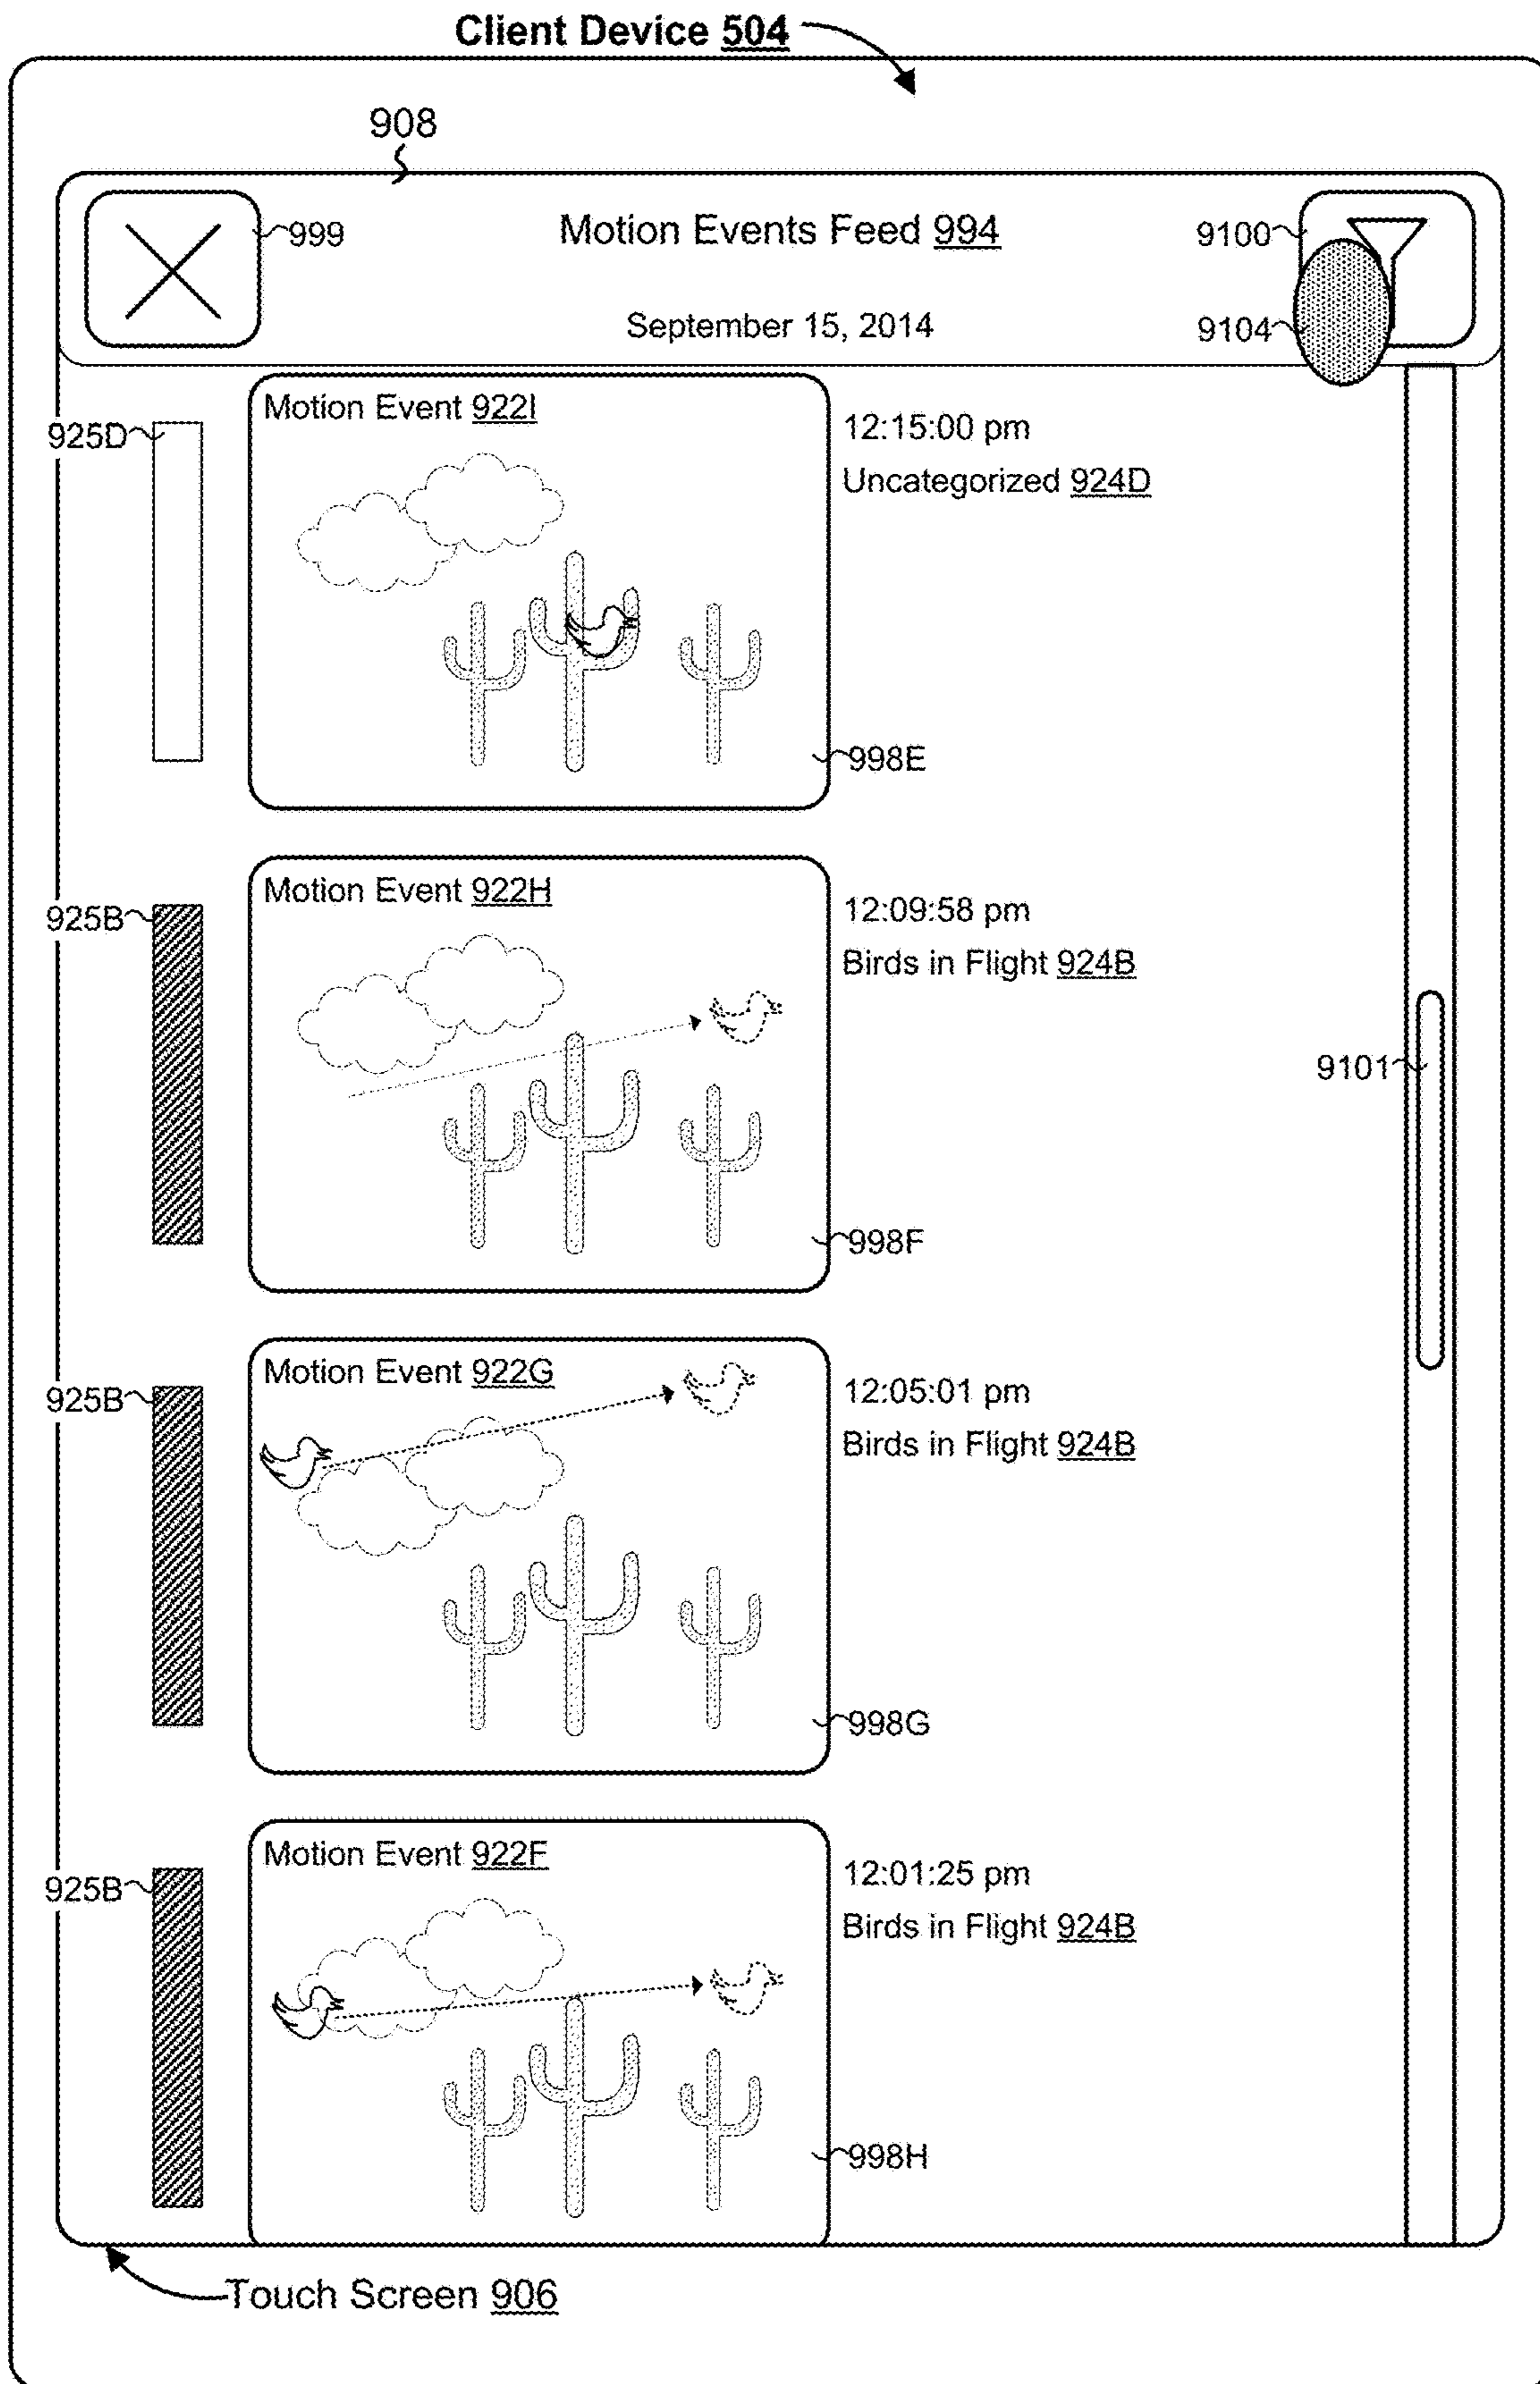 Client Device 504
908
999
Motion Events Feed 994
9100
September 15, 2014
9104
Motion Event 922I
12:15:00 pm
925D
Uncategorized 924D
998E
Motion Event 922H
12:09:58 pm
925B
Birds in Flight 924B
9101
998F
Motion Event 922G
12:05:01 pm
925B
Birds in Flight 924B
998G
Motion Event 922F
12:01:25 pm
925B
Birds in Flight 924B
998H
Touch Screen 906